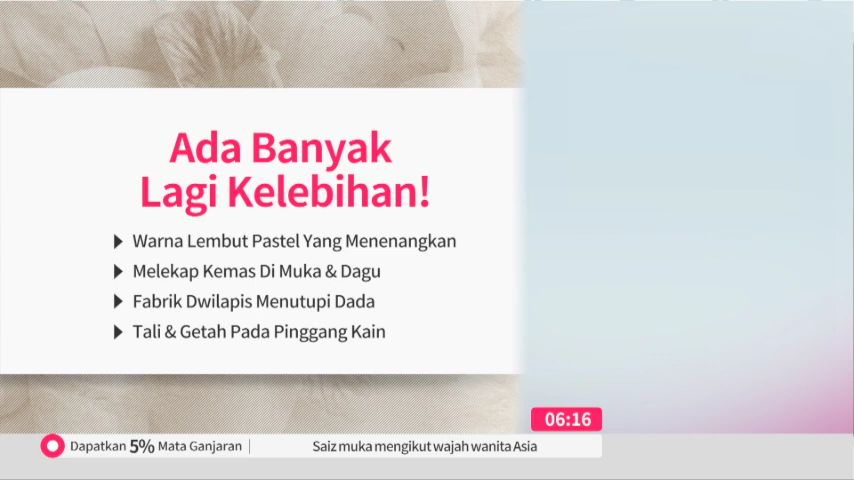 Ada Banyak
Lagi Kelebihan!
Warna Lembut Pastel Yang Menenangkan
Melekap Kemas Di Muka & Dagu
Fabrik Dwilapis Menutupi Dada
Tali & Getah Pada Pinggang Kain
06:16
Dapatkan 5% Mata Ganjaran
Saiz muka mengikut wajah wanita Asia